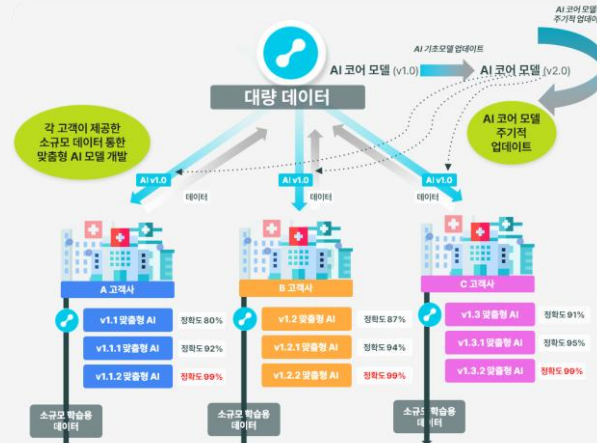 AI 코어 모델
주기적 업데이트
AI 기초모델 업데이트
AI 코어 모델 (v1.0)
AI 코어 모델 (v2.0)
대량 데이터
각 고객이 제공한
소규모 데이터 통한
맞춤형 AI 모델 개발
AI 코어 모델
주기적
업데이트
AI v1.0
데이터
AI v1.0
데이터
AI v1.0
데이터
A 고객사
v1.1 맞춤형 AI
정확도 80%
v1.1.1 맞춤형 AI
정확도 92%
v1.1.2 맞춤형 AI
정확도 99%
소규모 학습용
데이터
B 고객사
v1.2 맞춤형 AI
정확도 87%
v1.2.1 맞춤형 AI
정확도 94%
v1.2.2 맞춤형 AI
정확도 99%
소규모 학습용
데이터
C 고객사
v1.3 맞춤형 AI
정확도 91%
v1.3.1 맞춤형 AI
정확도 95%
v1.3.2 맞춤형 AI
정확도 99%
소규모 학습용
데이터